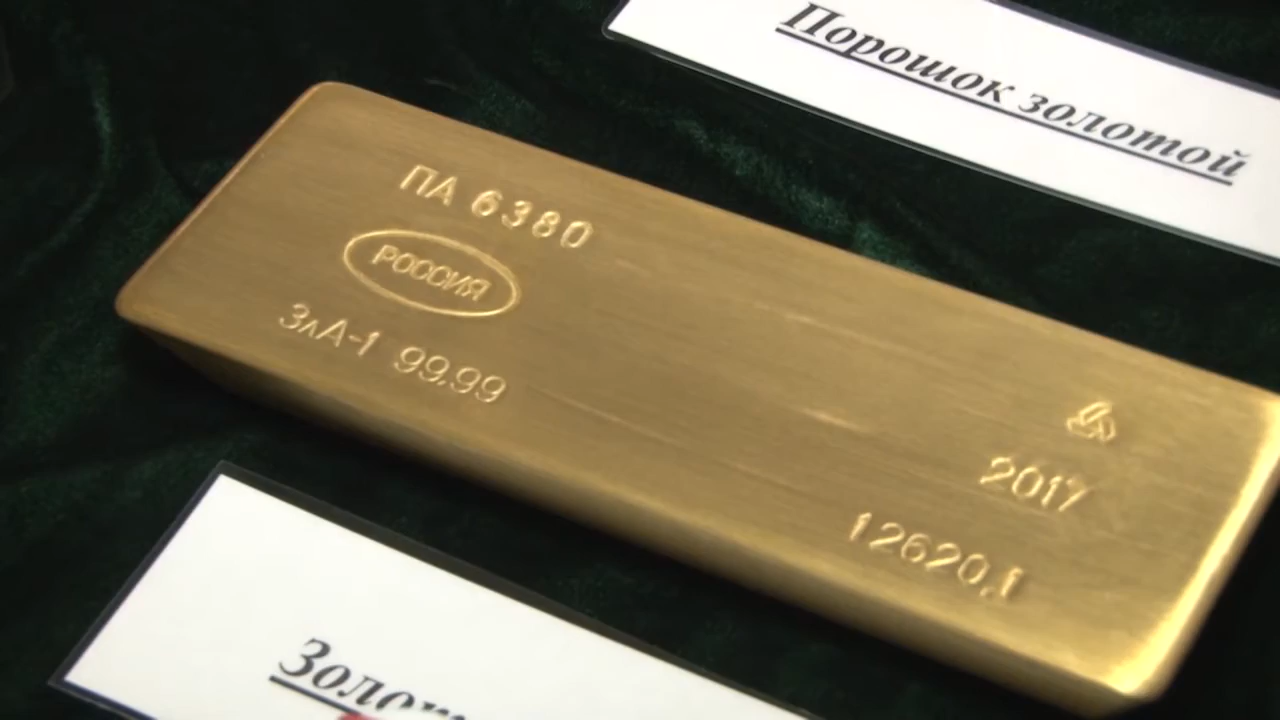 Порошок золотой
ПА 6380
РОССИЯ
ЗлА-1 99.99
2017
12620,1